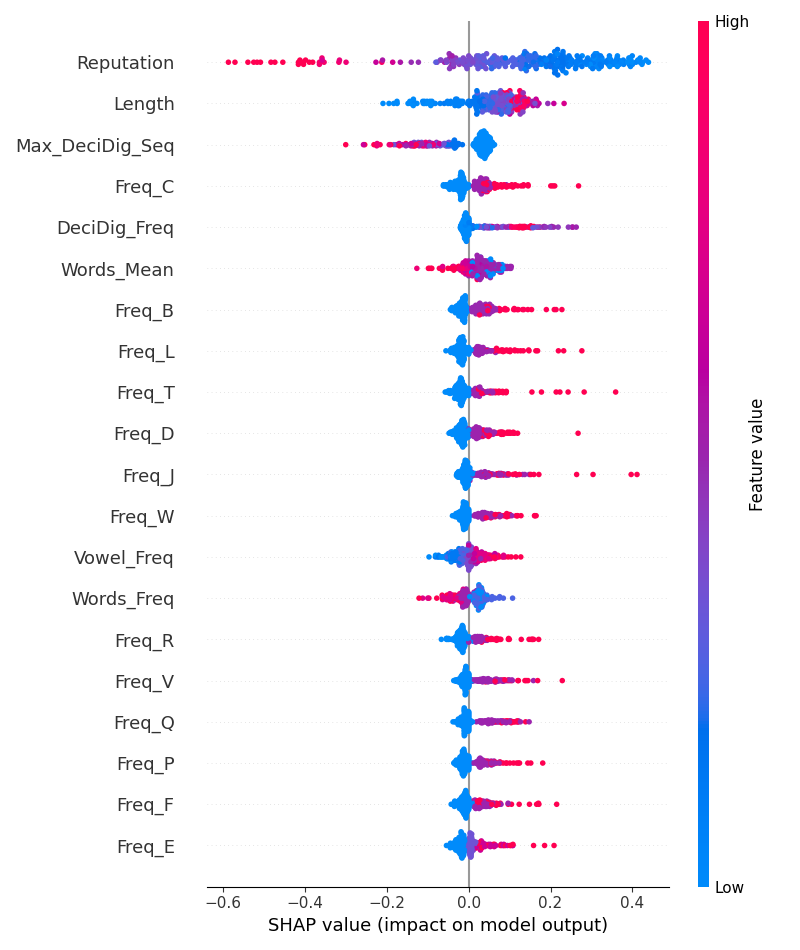 High
Reputation
Length
Max_DeciDig_Seq
Freq_C
DeciDig_Freq
Words_Mean
Freq_B
Freq_L
Freq_T
Freq_D
Freq_J
Freq_W
Vowel_Freq
Words_Freq
Freq_R
Freq_V
Freq_Q
Freq_P
Freq_F
Freq_E
Feature value
Low
−0.6 −0.4 −0.2 0.0 0.2 0.4
SHAP value (impact on model output)